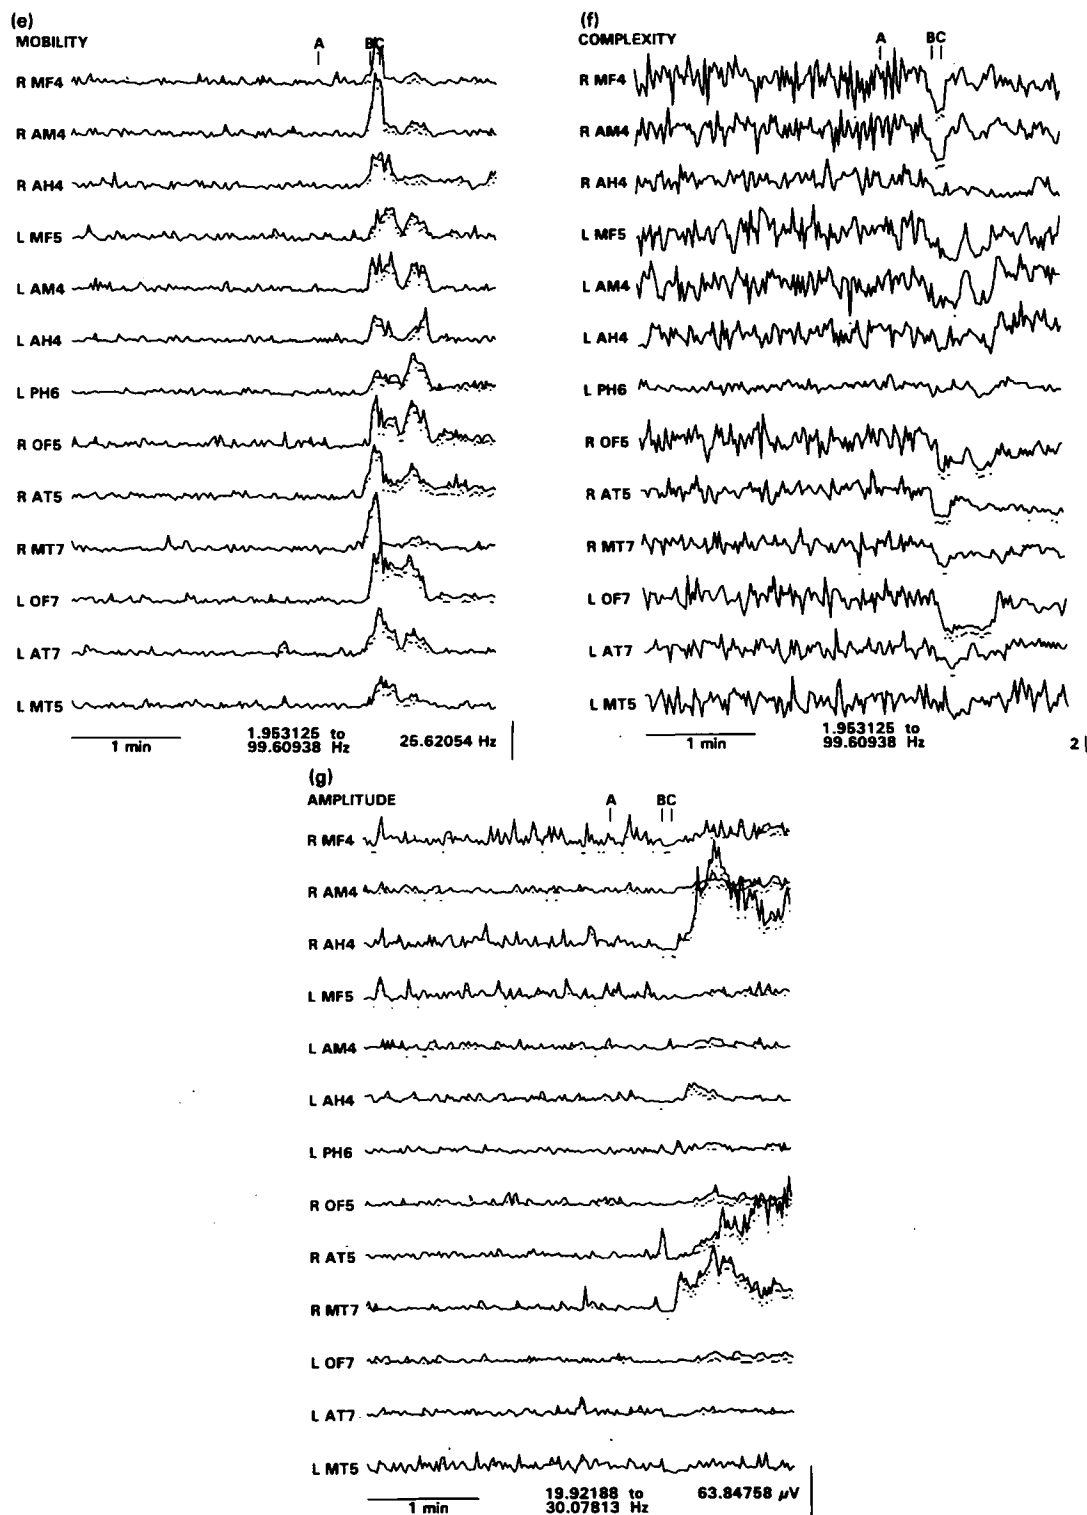 (e)
MOBILITY
A
BC
R MF4
R AM4
R AH4
L MF5
L AM4
L AH4
L PH6
R OF5
R AT5
R MT7
L OF7
L AT7
L MT5
1 min
1.953125 to
99.60938 Hz
25.62054 Hz
(f)
COMPLEXITY
A
BC
R MF4
R AM4
R AH4
L MF5
L AM4
L AH4
L PH6
R OF5
R AT5
R MT7
L OF7
L AT7
L MT5
1 min
1.953125 to
99.60938 Hz
2
(g)
AMPLITUDE
A
BC
R MF4
R AM4
R AH4
L MF5
L AM4
L AH4
L PH6
R OF5
R AT5
R MT7
L OF7
L AT7
L MT5
1 min
19.92188 to
30.07813 Hz
63.84758 µV